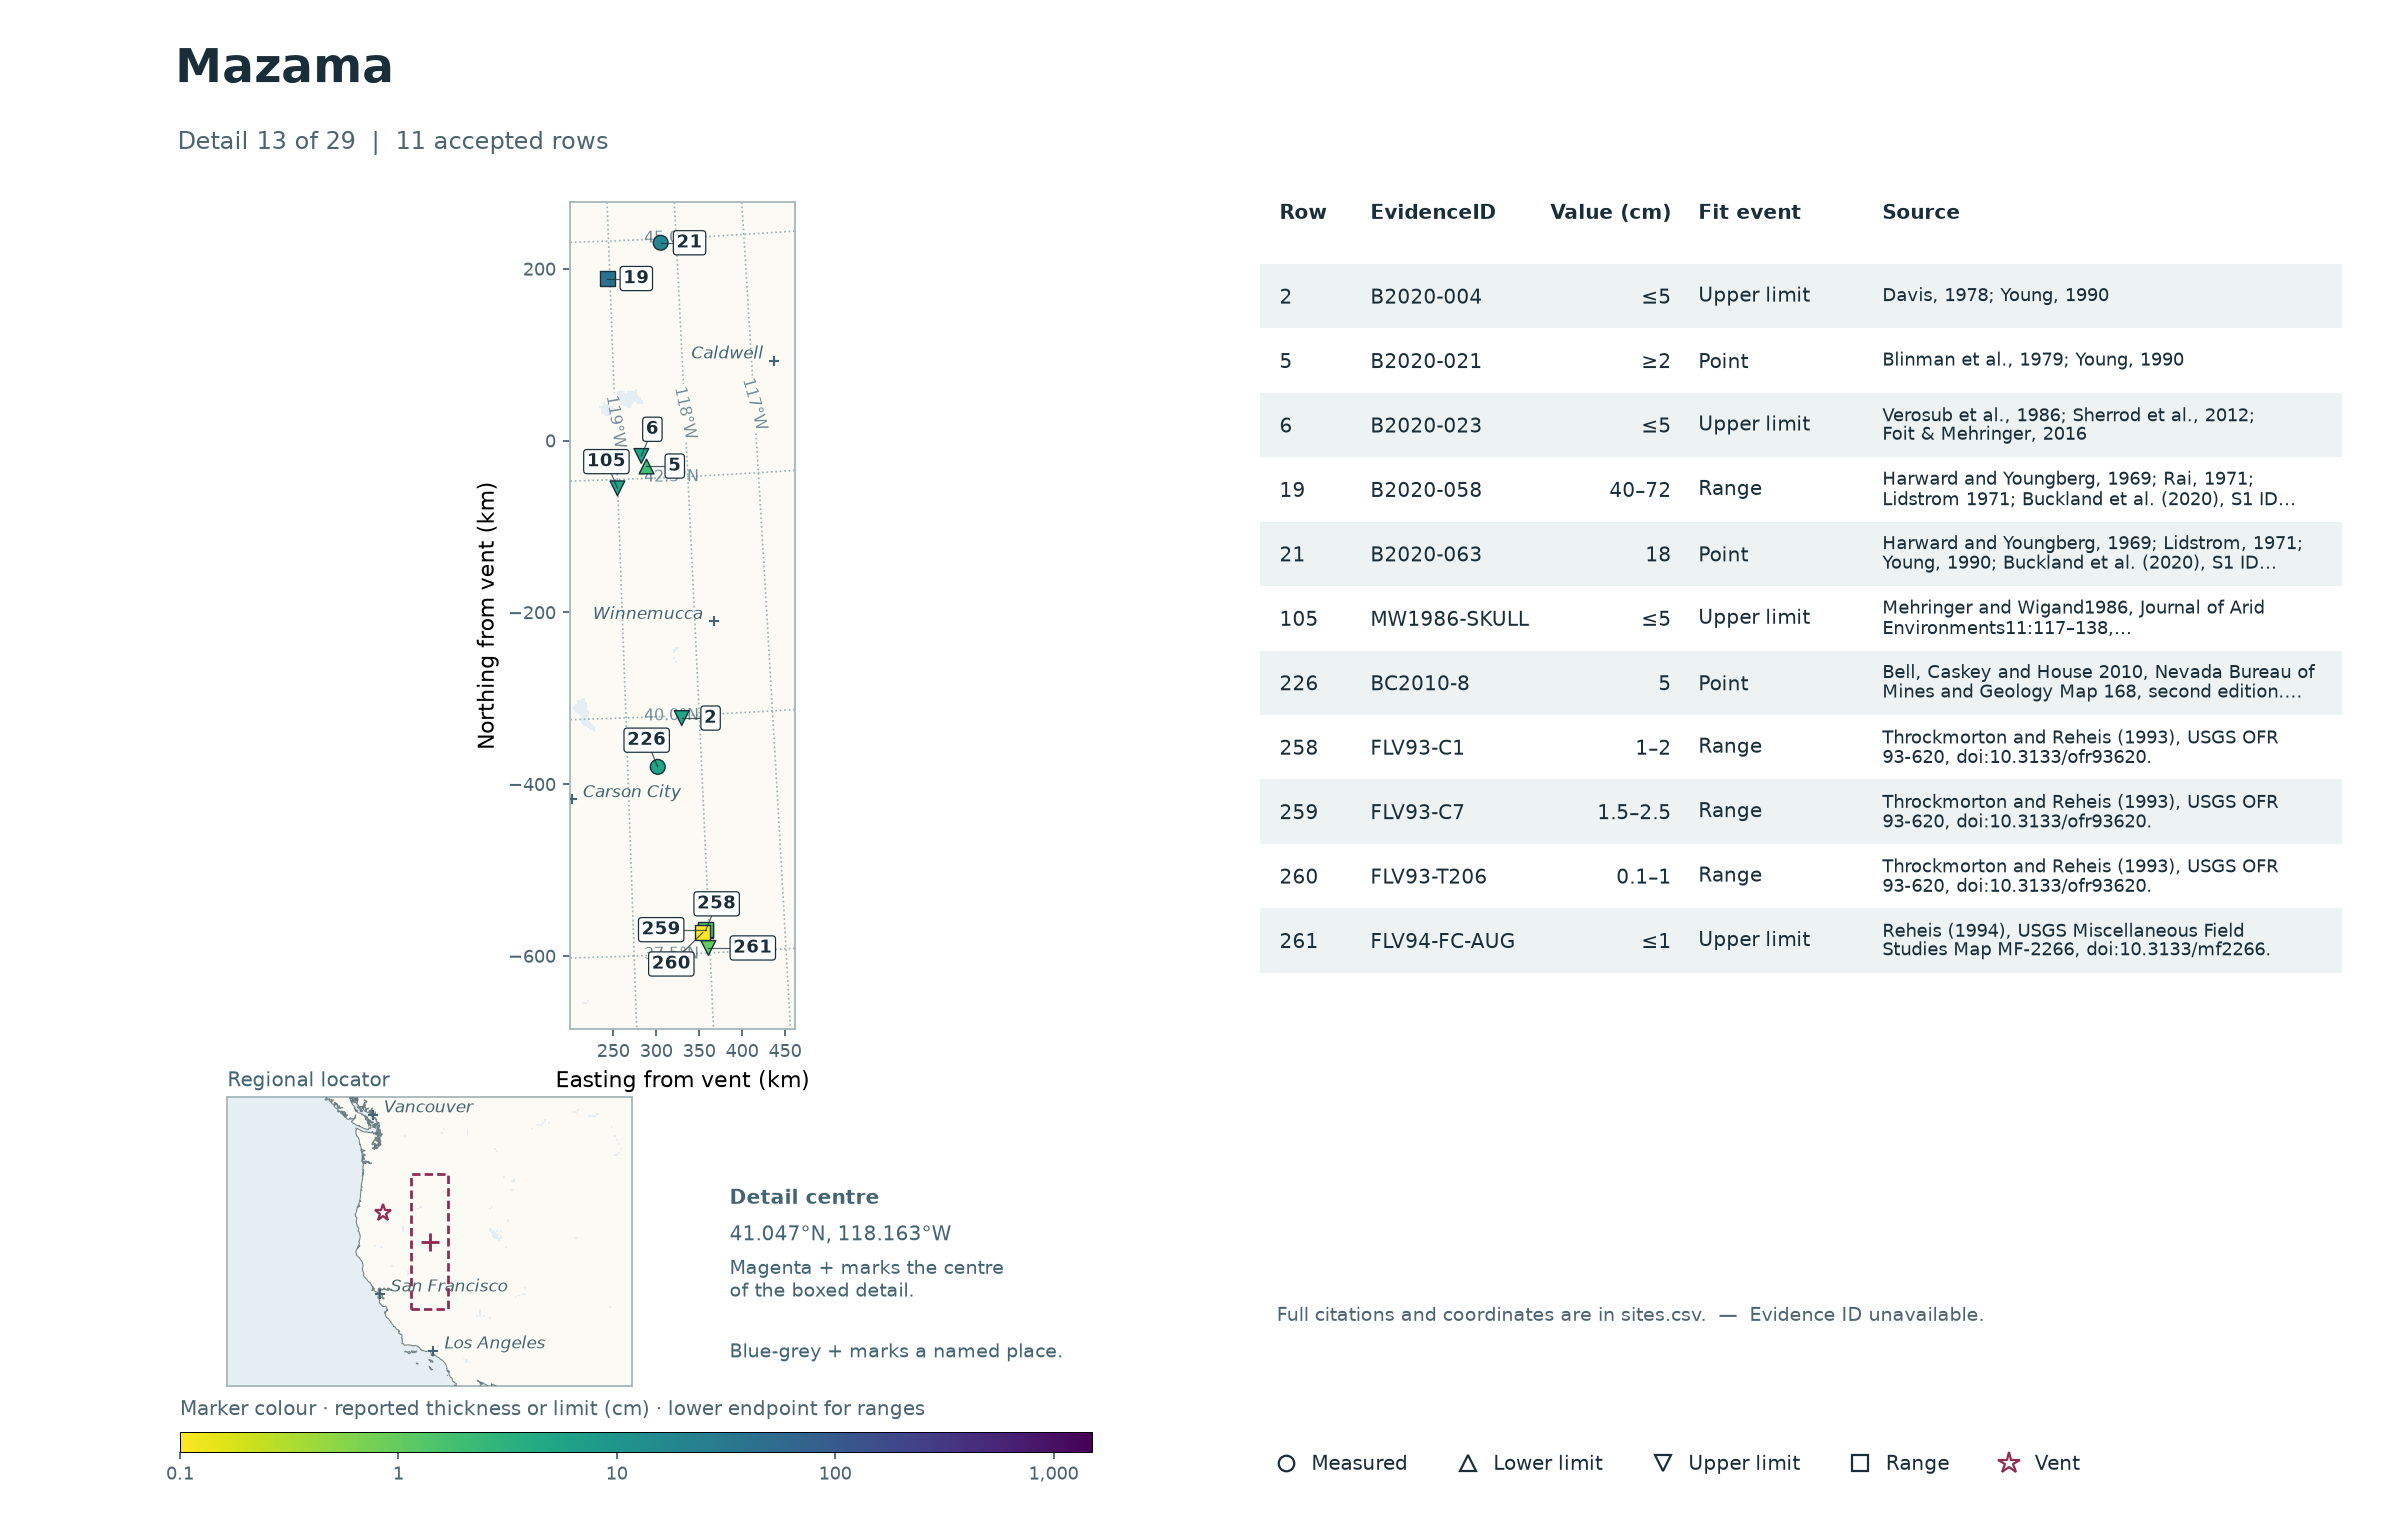 Mazama
Detail 13 of 29 | 11 accepted rows
21
19
Caldwell
119°W
118°W
117°W
6
105
5
Winnemucca
40.0°N
2
226
Carson City
258
259
261
260
200
0
−200
−400
−600
Northing from vent (km)
250 300 350 400 450
Easting from vent (km)
Regional locator
Vancouver
San Francisco
Los Angeles
Detail centre
41.047°N, 118.163°W
Magenta + marks the centre
of the boxed detail.
Blue-grey + marks a named place.
Marker colour · reported thickness or limit (cm) · lower endpoint for ranges
0.1 1 10 100 1,000
Row EvidenceID Value (cm) Fit event Source
2 B2020-004 ≤5 Upper limit Davis, 1978; Young, 1990
5 B2020-021 ≥2 Point Blinman et al., 1979; Young, 1990
6 B2020-023 ≤5 Upper limit Verosub et al., 1986; Sherrod et al., 2012;
Foit & Mehringer, 2016
19 B2020-058 40–72 Range Harward and Youngberg, 1969; Rai, 1971;
Lidstrom 1971; Buckland et al. (2020), S1 ID…
21 B2020-063 18 Point Harward and Youngberg, 1969; Lidstrom, 1971;
Young, 1990; Buckland et al. (2020), S1 ID…
105 MW1986-SKULL ≤5 Upper limit Mehringer and Wigand1986, Journal of Arid
Environments11:117–138,…
226 BC2010-8 5 Point Bell, Caskey and House 2010, Nevada Bureau of
Mines and Geology Map 168, second edition.…
258 FLV93-C1 1–2 Range Throckmorton and Reheis (1993), USGS OFR
93-620, doi:10.3133/ofr93620.
259 FLV93-C7 1.5–2.5 Range Throckmorton and Reheis (1993), USGS OFR
93-620, doi:10.3133/ofr93620.
260 FLV93-T206 0.1–1 Range Throckmorton and Reheis (1993), USGS OFR
93-620, doi:10.3133/ofr93620.
261 FLV94-FC-AUG ≤1 Upper limit Reheis (1994), USGS Miscellaneous Field
Studies Map MF-2266, doi:10.3133/mf2266.
Full citations and coordinates are in sites.csv. — Evidence ID unavailable.
Measured Lower limit Upper limit Range Vent